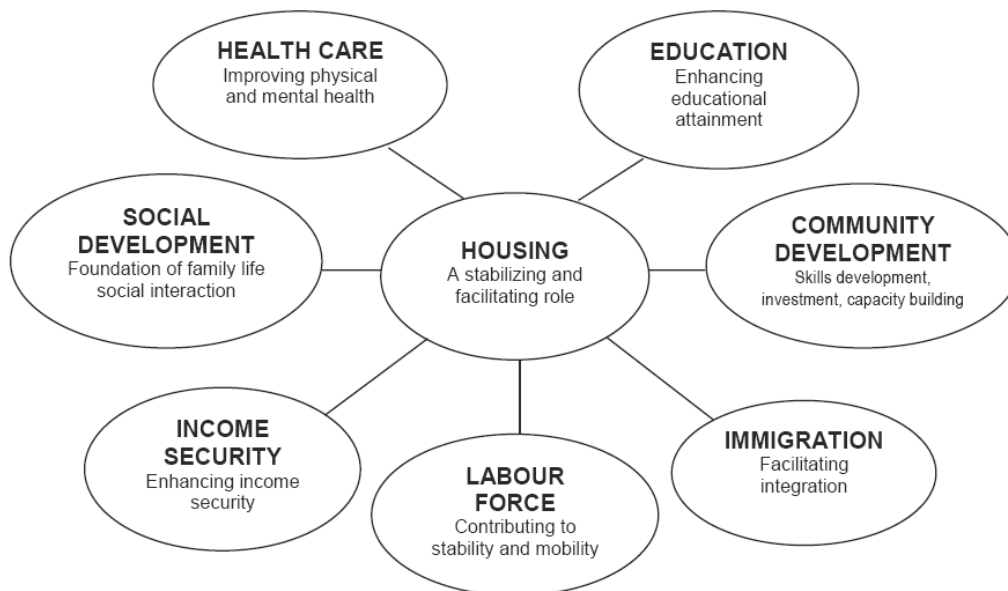 HEALTH CARE
Improving physical
and mental health
EDUCATION
Enhancing
educational
attainment
SOCIAL
DEVELOPMENT
Foundation of family life
social interaction
HOUSING
A stabilizing and
facilitating role
COMMUNITY
DEVELOPMENT
Skills development,
investment, capacity building
INCOME
SECURITY
Enhancing income
security
LABOUR
FORCE
Contributing to
stability and mobility
IMMIGRATION
Facilitating
integration